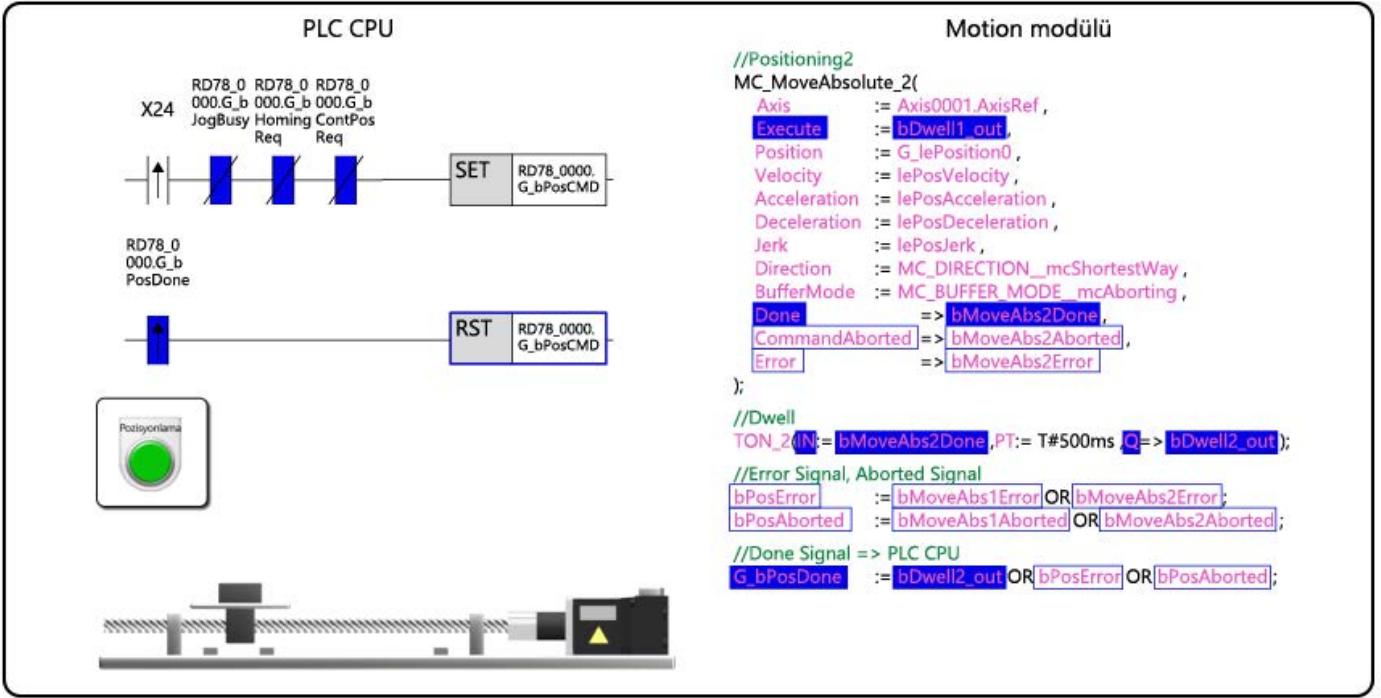 PLC CPU
X24
RD78_0
000.G_b
JogBusy
RD78_0
000.G_b
Homing
Req
RD78_0
000.G_b
ContPos
Req
SET
RD78_0000.
G_bPosCMD
RD78_0
000.G_b
PosDone
RST
RD78_0000.
G_bPosCMD
Pozisyonlama
Motion modülü
//Positioning2
MC_MoveAbsolute_2(
Axis := Axis0001.AxisRef ,
Execute := bDwell1_out ,
Position := G_lePosition0 ,
Velocity := lePosVelocity ,
Acceleration := lePosAcceleration ,
Deceleration := lePosDeceleration ,
Jerk := lePosJerk ,
Direction := MC_DIRECTION__mcShortestWay ,
BufferMode := MC_BUFFER_MODE__mcAborting ,
Done => bMoveAbs2Done ,
CommandAborted => bMoveAbs2Aborted ,
Error => bMoveAbs2Error
);
//Dwell
TON_2(IN:= bMoveAbs2Done ,PT:= T#500ms ,Q=> bDwell2_out );
//Error Signal, Aborted Signal
bPosError := bMoveAbs1Error OR bMoveAbs2Error ;
bPosAborted := bMoveAbs1Aborted OR bMoveAbs2Aborted ;
//Done Signal => PLC CPU
G_bPosDone := bDwell2_out OR bPosError OR bPosAborted ;